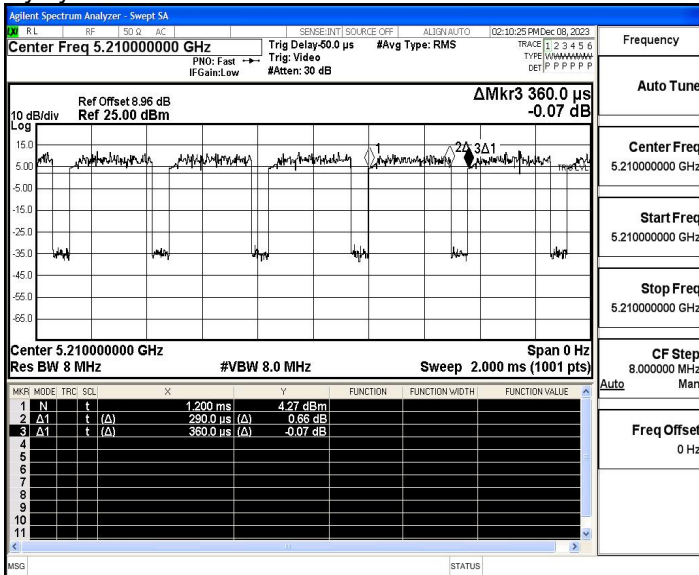 Agilent Spectrum Analyzer - Swept SA
LXI RL RF 50 Ω AC SENSE:INT SOURCE OFF ALIGN AUTO 02:10:25 PM Dec 08, 2023
Center Freq 5.210000000 GHz
PNO: Fast
IFGain:Low
Trig Delay-50.0 µs
Trig: Video
#Atten: 30 dB
#Avg Type: RMS
TRACE 1 2 3 4 5 6
TYPE WWWWWW
DET P P P P P P
Ref Offset 8.96 dB
10 dB/div Ref 25.00 dBm
Log
ΔMkr3 360.0 µs
-0.07 dB
15.0
5.00
-5.00
-15.0
-25.0
-35.0
-45.0
-55.0
-65.0
1
2Δ
3Δ1
TRIG LVL
Center 5.210000000 GHz Span 0 Hz
Res BW 8 MHz #VBW 8.0 MHz Sweep 2.000 ms (1001 pts)
MKR MODE TRC SCL X Y FUNCTION FUNCTION WIDTH FUNCTION VALUE
1 N t 1.200 ms 4.27 dBm
2 Δ1 t (Δ) 290.0 µs (Δ) 0.66 dB
3 Δ1 t (Δ) 360.0 µs (Δ) -0.07 dB
4
5
6
7
8
9
10
11
MSG STATUS
Frequency
Auto Tune
Center Freq
5.210000000 GHz
Start Freq
5.210000000 GHz
Stop Freq
5.210000000 GHz
CF Step
8.000000 MHz
Auto Man
Freq Offset
0 Hz